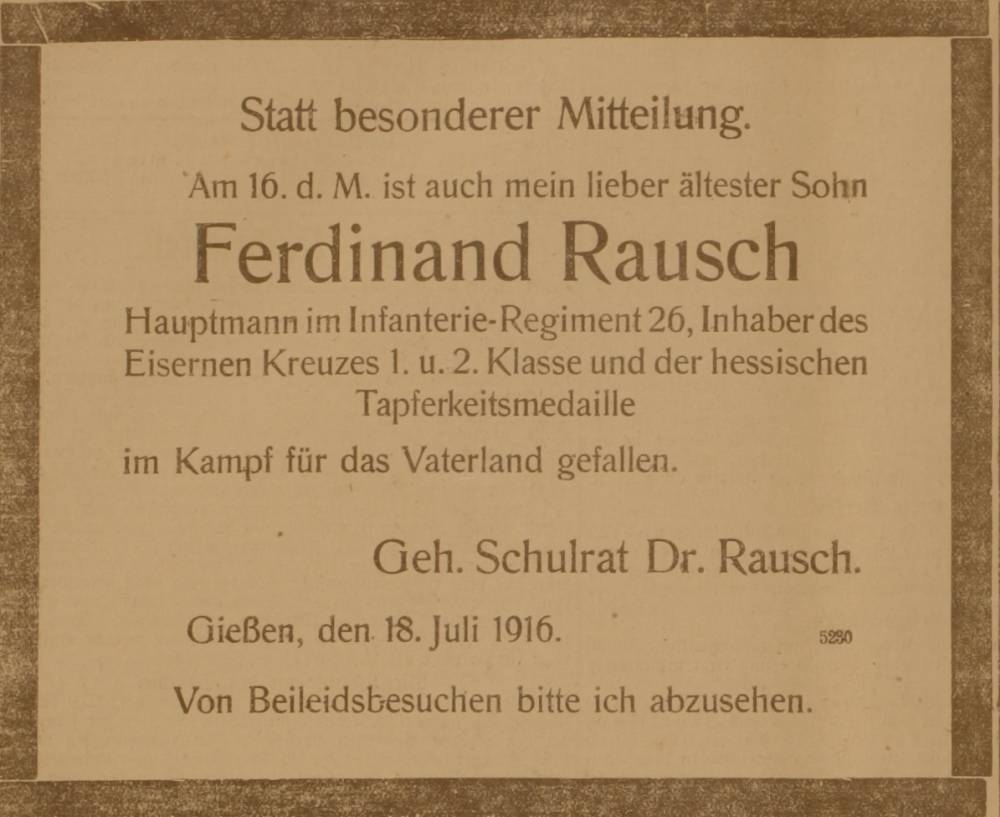 Statt besonderer Mitteilung.
Am 16. d. M. ist auch mein lieber ältester Sohn
Ferdinand Rausch
Hauptmann im Infanterie-Regiment 26, Inhaber des
Eisernen Kreuzes 1. u. 2. Klasse und der hessischen
Tapferkeitsmedaille
im Kampf für das Vaterland gefallen.
Geh. Schulrat Dr. Rausch.
Gießen, den 18. Juli 1916.
5230
Von Beileidsbesuchen bitte ich abzusehen.